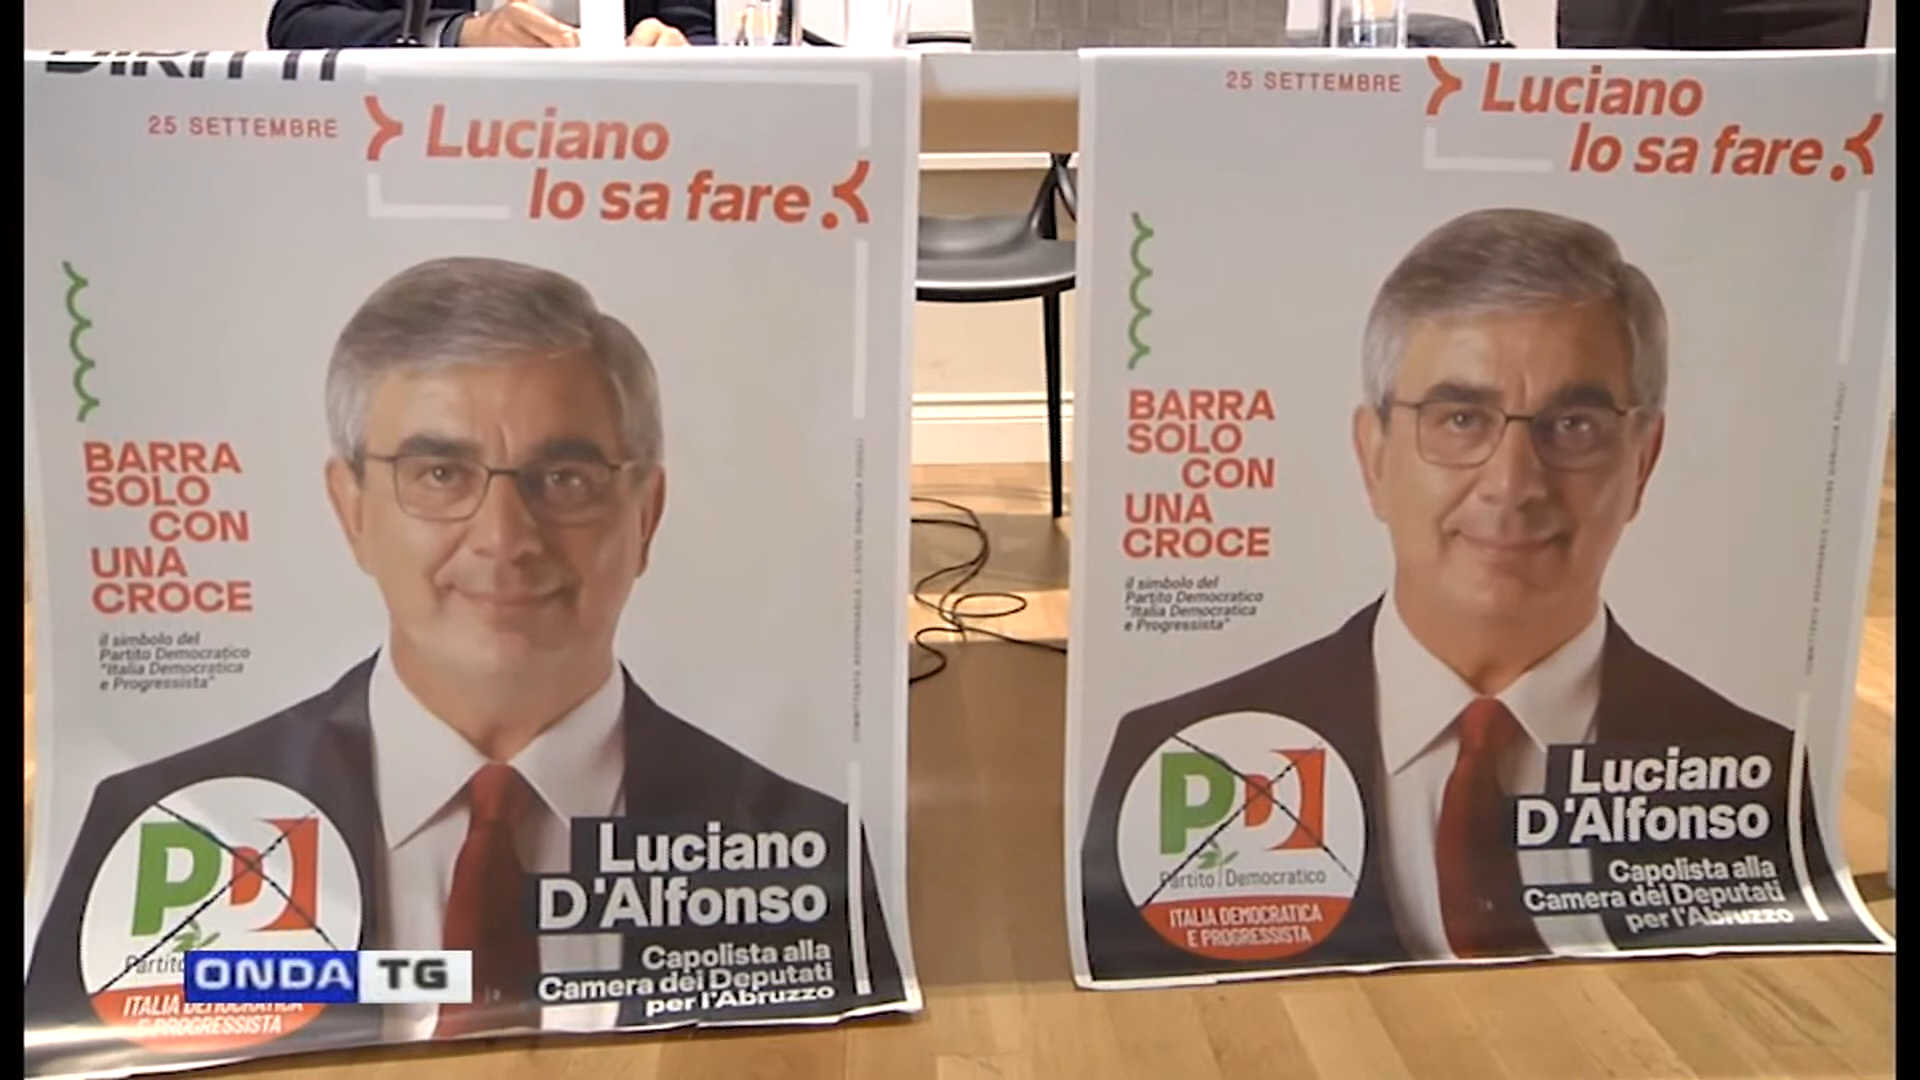 DIRITTI
25 SETTEMBRE
Luciano
lo sa fare.
BARRA
SOLO
CON
UNA
CROCE
il simbolo del
Partito Democratico
"Italia Democratica
e Progressista"
PD
ITALIA DEMOCRATICA
E PROGRESSISTA
Luciano
D'Alfonso
Capolista alla
Camera dei Deputati
per l'Abruzzo
ONDA TG
25 SETTEMBRE
Luciano
lo sa fare.
BARRA
SOLO
CON
UNA
CROCE
il simbolo del
Partito Democratico
"Italia Democratica
e Progressista"
PD
Partito Democratico
ITALIA DEMOCRATICA
E PROGRESSISTA
Luciano
D'Alfonso
Capolista alla
Camera dei Deputati
per l'Abruzzo